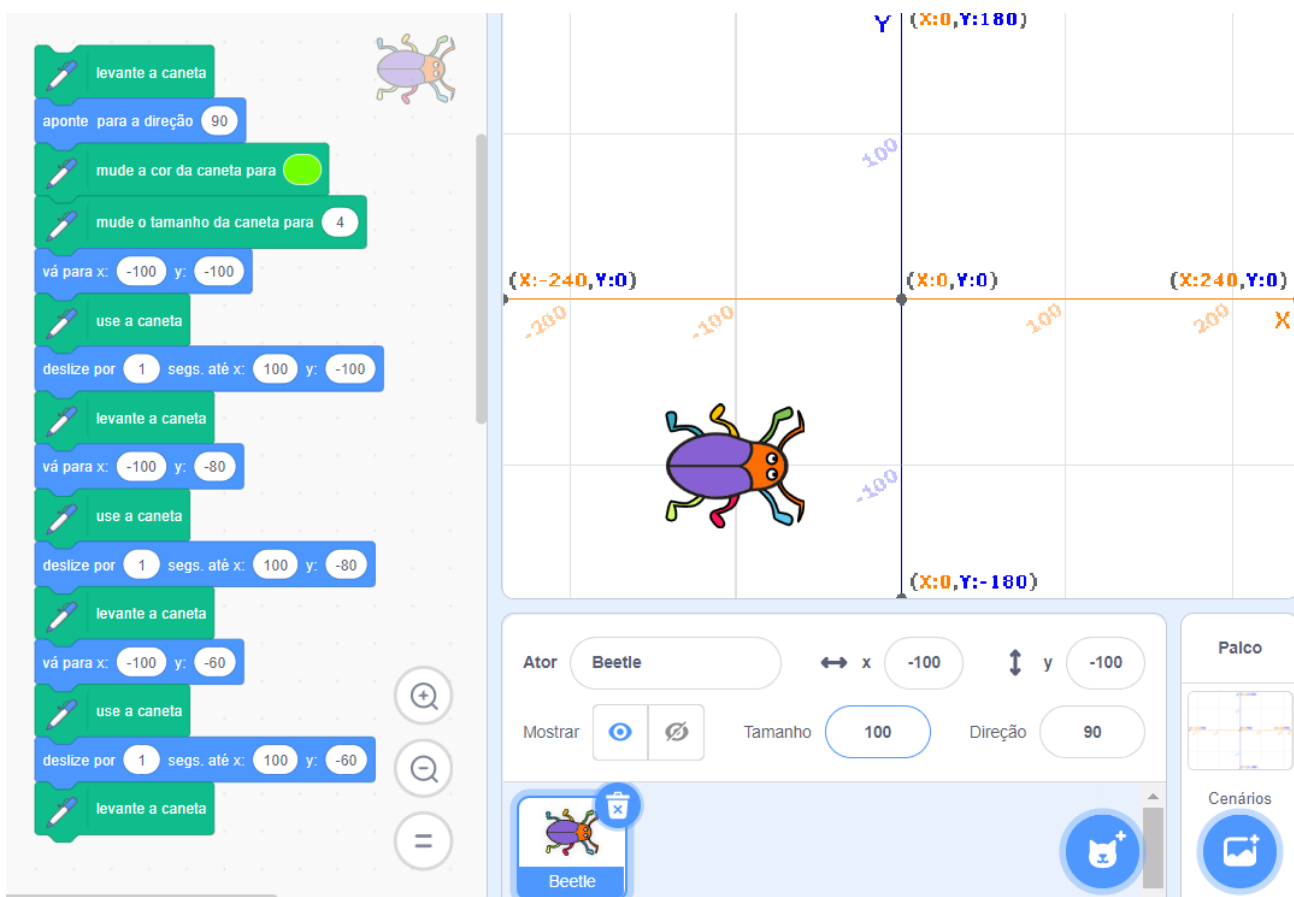 levante a caneta
aponte para a direção 90
mude a cor da caneta para
mude o tamanho da caneta para 4
vá para x: -100 y: -100
use a caneta
deslize por 1 segs. até x: 100 y: -100
levante a caneta
vá para x: -100 y: -80
use a caneta
deslize por 1 segs. até x: 100 y: -80
levante a caneta
vá para x: -100 y: -60
use a caneta
deslize por 1 segs. até x: 100 y: -60
levante a caneta
Y (X:0,Y:180)
100
(X:-240,Y:0) (X:0,Y:0) (X:240,Y:0)
-200 -100 100 200 X
-100
(X:0,Y:-180)
Ator Beetle x -100 y -100
Mostrar Tamanho 100 Direção 90
Beetle
Palco
Cenários